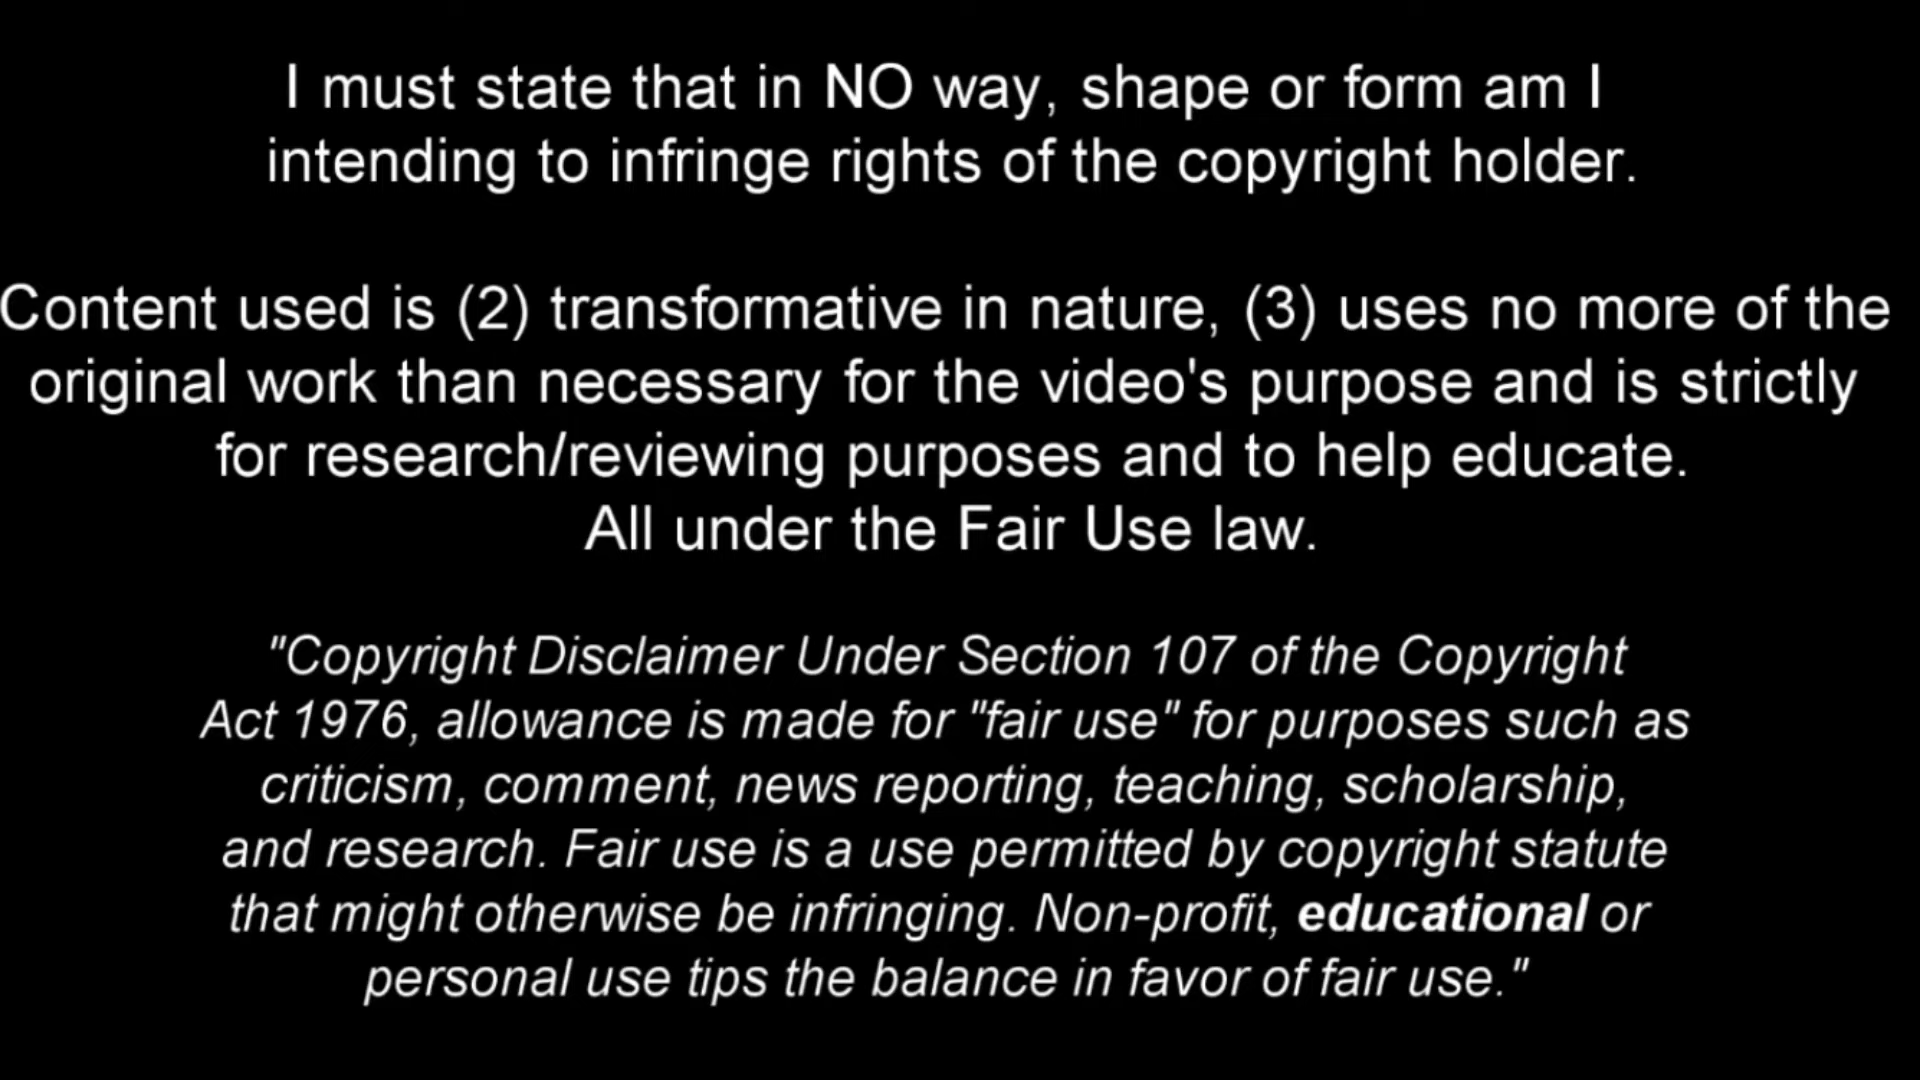 I must state that in NO way, shape or form am I
intending to infringe rights of the copyright holder.
Content used is (2) transformative in nature, (3) uses no more of the
original work than necessary for the video's purpose and is strictly
for research/reviewing purposes and to help educate.
All under the Fair Use law.
"Copyright Disclaimer Under Section 107 of the Copyright
Act 1976, allowance is made for "fair use" for purposes such as
criticism, comment, news reporting, teaching, scholarship,
and research. Fair use is a use permitted by copyright statute
that might otherwise be infringing. Non-profit, educational or
personal use tips the balance in favor of fair use."